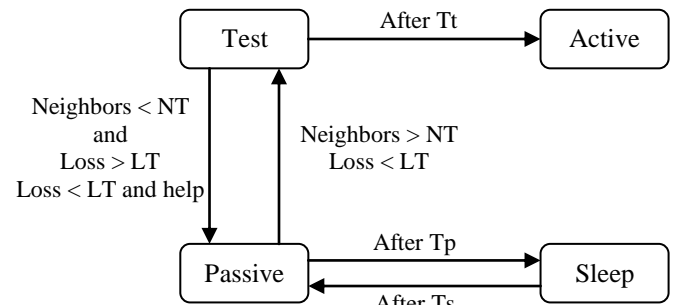 After Tt
Test
Active
Neighbors < NT
and
Loss > LT
Loss < LT and help
Neighbors > NT
Loss < LT
After Tp
Passive
Sleep
After Ts